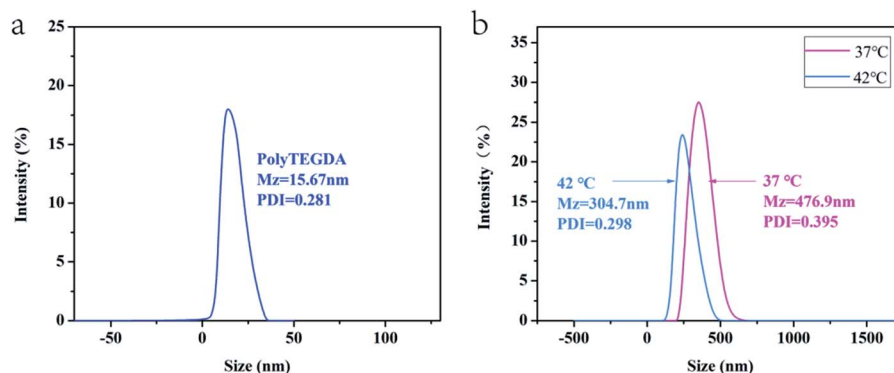 a
25
20
15
10
5
0
Intensity (%)
PolyTEGDA
Mz=15.67nm
PDI=0.281
-50
0
50
100
Size (nm)
b
35
30
25
20
15
10
5
0
Intensity（%）
37℃
42℃
42 ℃
Mz=304.7nm
PDI=0.298
37 ℃
Mz=476.9nm
PDI=0.395
-500
0
500
1000
1500
Size (nm)